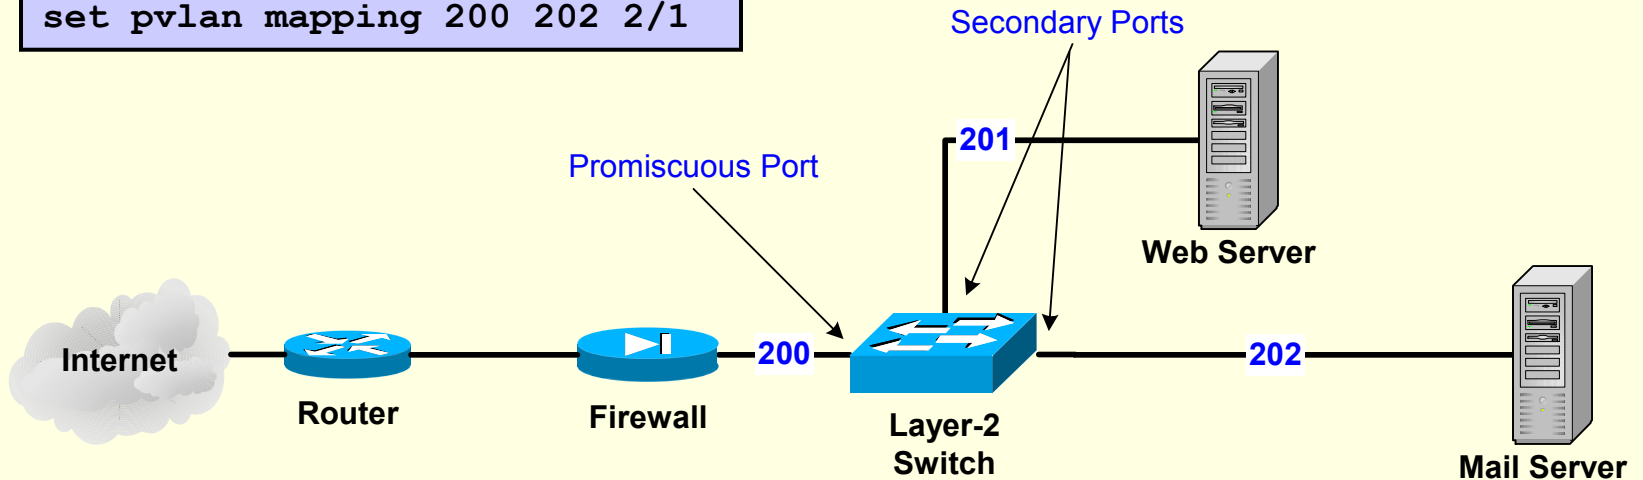 set pvlan mapping 200 202 2/1
Secondary Ports
201
Promiscuous Port
Web Server
Internet
200
202
Router
Firewall
Layer-2
Switch
Mail Server